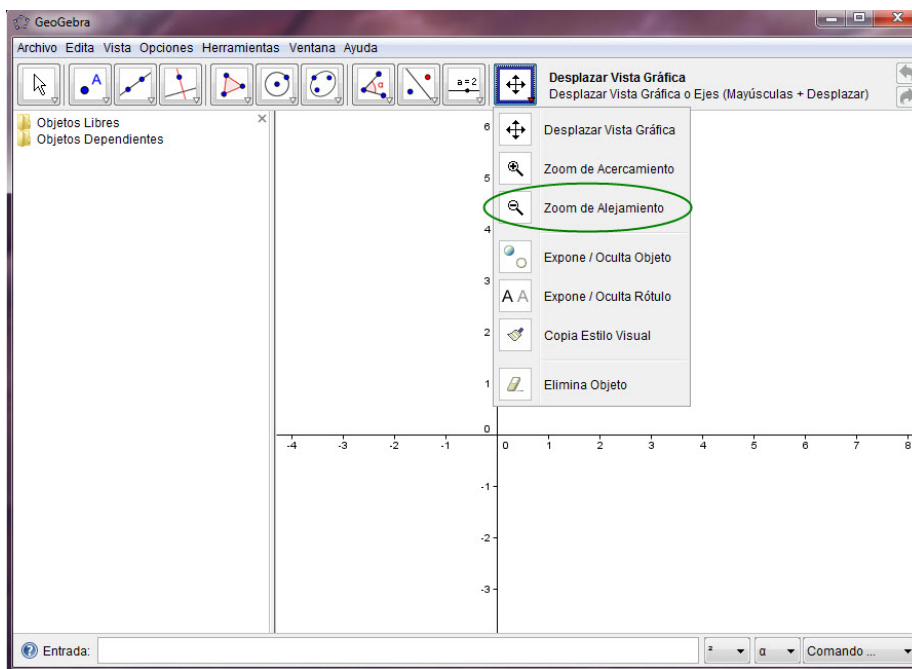 GeoGebra
Archivo Edita Vista Opciones Herramientas Ventana Ayuda
A
α
a=2
Desplazar Vista Gráfica
Desplazar Vista Gráfica o Ejes (Mayúsculas + Desplazar)
Objetos Libres
Objetos Dependientes
Desplazar Vista Gráfica
Zoom de Acercamiento
Zoom de Alejamiento
Expone / Oculta Objeto
A A Expone / Oculta Rótulo
Copia Estilo Visual
Elimina Objeto
6
5
4
3
2
1
0
-4 -3 -2 -1 0 1 2 3 4 5 6 7 8
-1
-2
-3
Entrada:
² α Comando ...